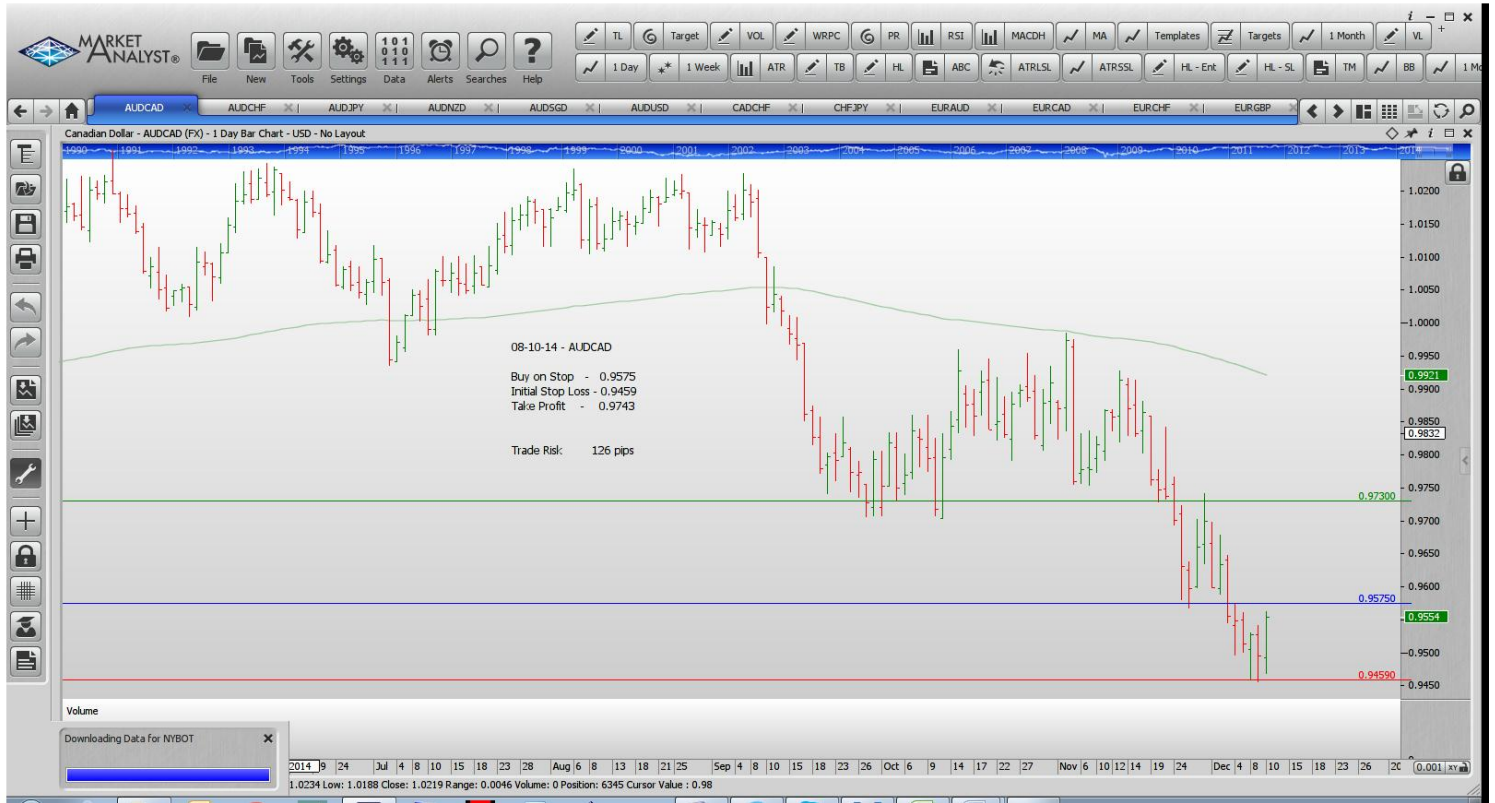 MARKET
ANALYST®
File New Tools Settings Data Alerts Searches Help
TL Target VOL WRPC PR RSI MACDH MA Templates Targets 1 Month VL
1 Day 1 Week ATR TB HL ABC ATRLSL ATRSSL HL - Ent HL - SL TM BB 1 Mo
AUDCAD AUDCHF AUDJPY AUDNZD AUDSGD AUDUSD CADCHF CHFJPY EURAUD EURCAD EURCHF EURGBP
Canadian Dollar - AUDCAD (FX) - 1 Day Bar Chart - USD - No Layout
1990 1991 1992 1993 1994 1995 1996 1997 1998 1999 2000 2001 2002 2003 2004 2005 2006 2007 2008 2009 2010 2011 2012 2013 2014
1.0200
1.0150
1.0100
1.0050
1.0000
0.9950
0.9921
0.9900
0.9850
0.9832
0.9800
0.9750
0.97300
0.9700
0.9650
0.9600
0.95750
0.9554
0.9500
0.94590
0.9450
08-10-14 - AUDCAD
Buy on Stop - 0.9575
Initial Stop Loss - 0.9459
Take Profit - 0.9743
Trade Risk 126 pips
Volume
Downloading Data for NYBOT
2014 9 24 Jul 4 8 10 15 18 23 28 Aug 6 8 13 18 21 25 Sep 4 8 10 15 18 23 26 Oct 6 9 14 17 22 27 Nov 6 10 12 14 19 24 Dec 4 8 10 15 18 23 26 20 0.001 XY
1.0234 Low: 1.0188 Close: 1.0219 Range: 0.0046 Volume: 0 Position: 6345 Cursor Value : 0.98